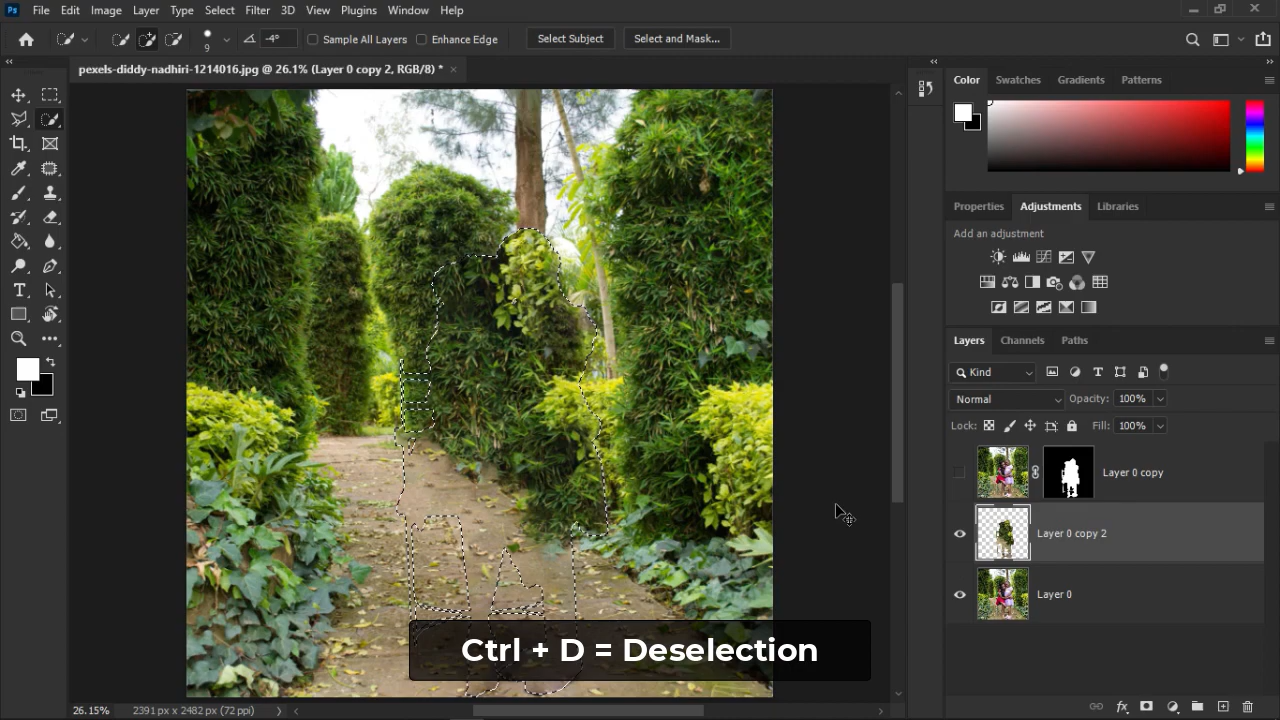 Ps File Edit Image Layer Type Select Filter 3D View Plugins Window Help
9 -4° Sample All Layers Enhance Edge Select Subject Select and Mask...
pexels-diddy-nadhiri-1214016.jpg @ 26.1% (Layer 0 copy 2, RGB/8) * ×
Color Swatches Gradients Patterns
Properties Adjustments Libraries
Add an adjustment
Layers Channels Paths
Kind
Normal Opacity: 100%
Lock: Fill: 100%
Layer 0 copy
Layer 0 copy 2
Layer 0
Ctrl + D = Deselection
26.15% 2391 px x 2482 px (72 ppi)